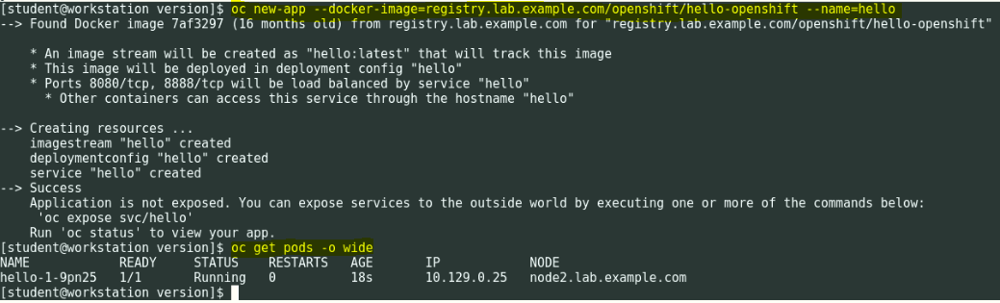 [student@workstation version]$ oc new-app --docker-image=registry.lab.example.com/openshift/hello-openshift --name=hello
--> Found Docker image 7af3297 (16 months old) from registry.lab.example.com for "registry.lab.example.com/openshift/hello-openshift"
* An image stream will be created as "hello:latest" that will track this image
* This image will be deployed in deployment config "hello"
* Ports 8080/tcp, 8888/tcp will be load balanced by service "hello"
* Other containers can access this service through the hostname "hello"
--> Creating resources ...
imagestream "hello" created
deploymentconfig "hello" created
service "hello" created
--> Success
Application is not exposed. You can expose services to the outside world by executing one or more of the commands below:
'oc expose svc/hello'
Run 'oc status' to view your app.
[student@workstation version]$ oc get pods -o wide
NAME READY STATUS RESTARTS AGE IP NODE
hello-1-9pn25 1/1 Running 0 18s 10.129.0.25 node2.lab.example.com
[student@workstation version]$